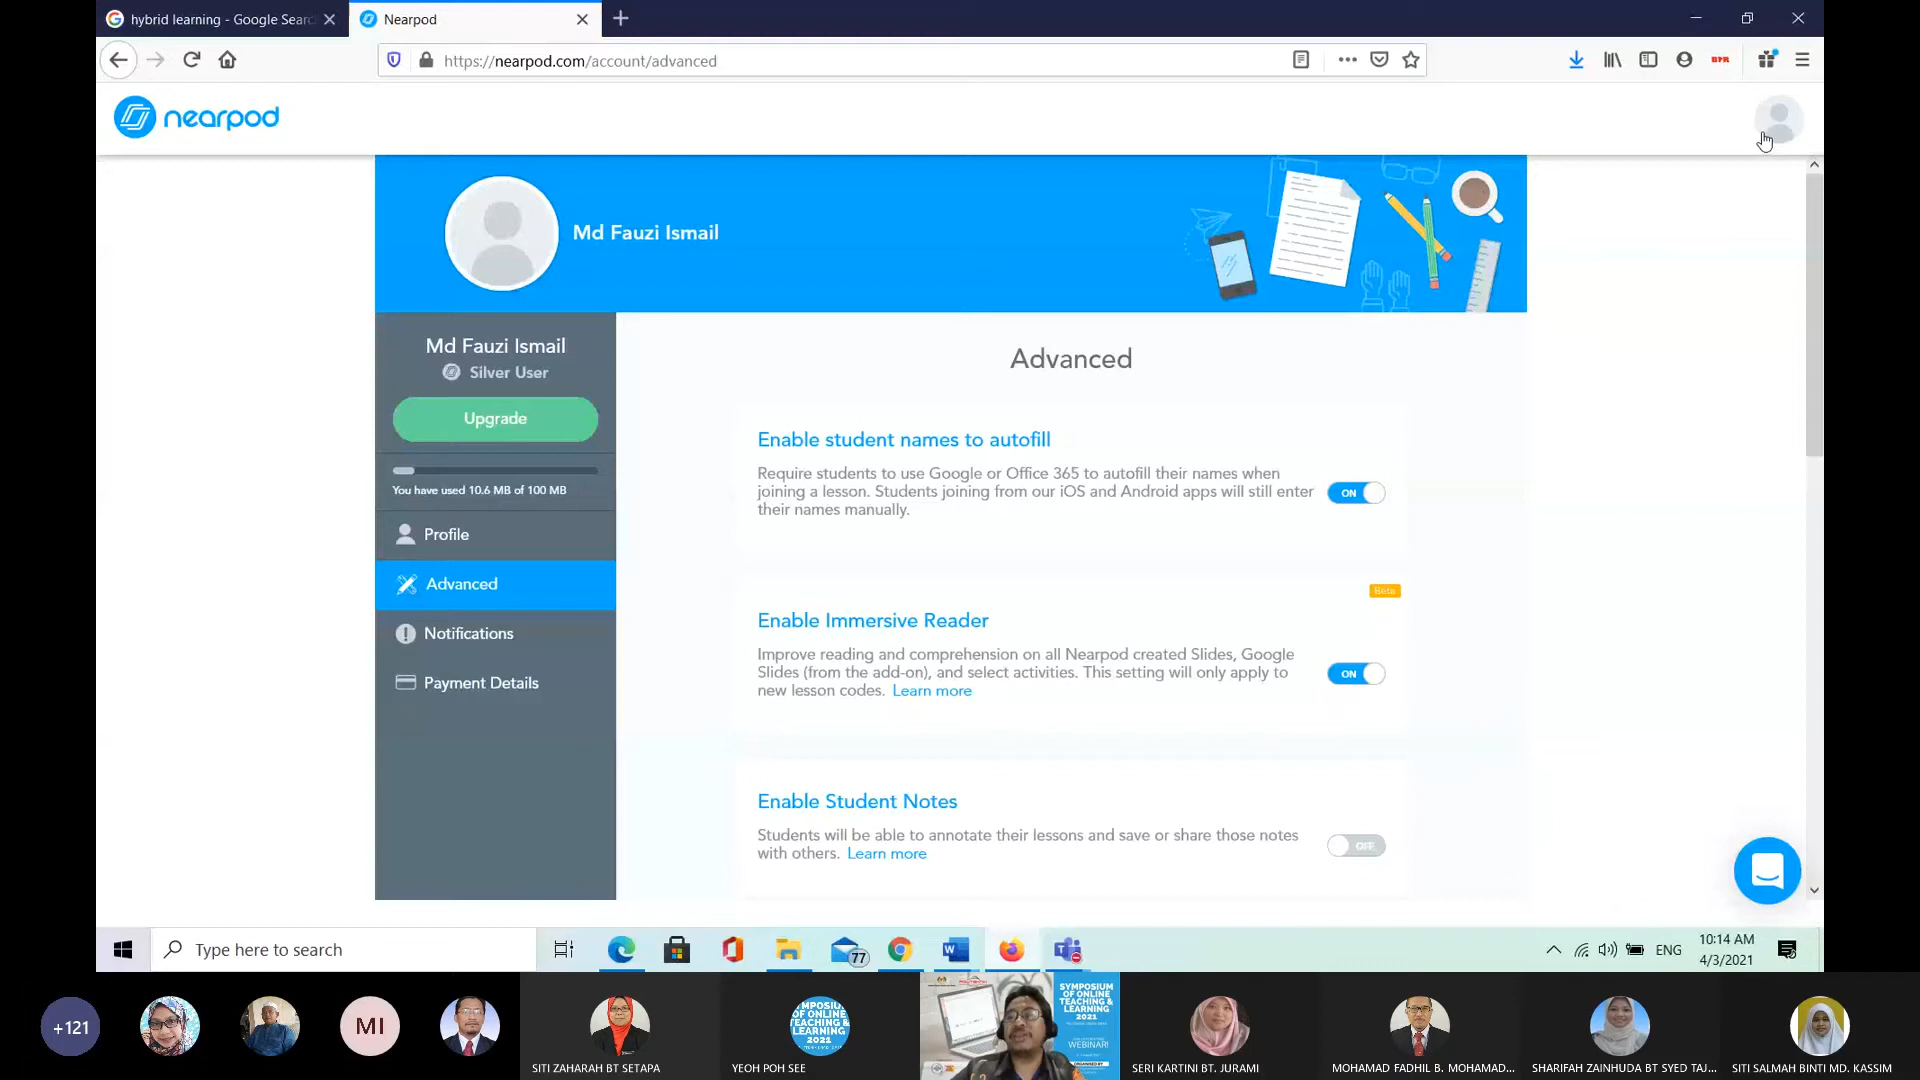 hybrid learning - Google Searc
Nearpod
https://nearpod.com/account/advanced
BPR
nearpod
Md Fauzi Ismail
Md Fauzi Ismail
Silver User
Upgrade
You have used 10.6 MB of 100 MB
Profile
Advanced
Notifications
Payment Details
Advanced
Enable student names to autofill
Require students to use Google or Office 365 to autofill their names when
joining a lesson. Students joining from our iOS and Android apps will still enter
their names manually.
ON
Beta
Enable Immersive Reader
Improve reading and comprehension on all Nearpod created Slides, Google
Slides (from the add-on), and select activities. This setting will only apply to
new lesson codes. Learn more
ON
Enable Student Notes
Students will be able to annotate their lessons and save or share those notes
with others. Learn more
OFF
Type here to search
77
ENG
10:14 AM
4/3/2021
+121
MI
SITI ZAHARAH BT SETAPA
YEOH POH SEE
SYMPOSIUM
OF ONLINE
TEACHING &
LEARNING
2021
WEBINAR!
SERI KARTINI BT. JURAMI
MOHAMAD FADHIL B. MOHAMAD...
SHARIFAH ZAINHUDA BT SYED TAJ...
SITI SALMAH BINTI MD. KASSIM